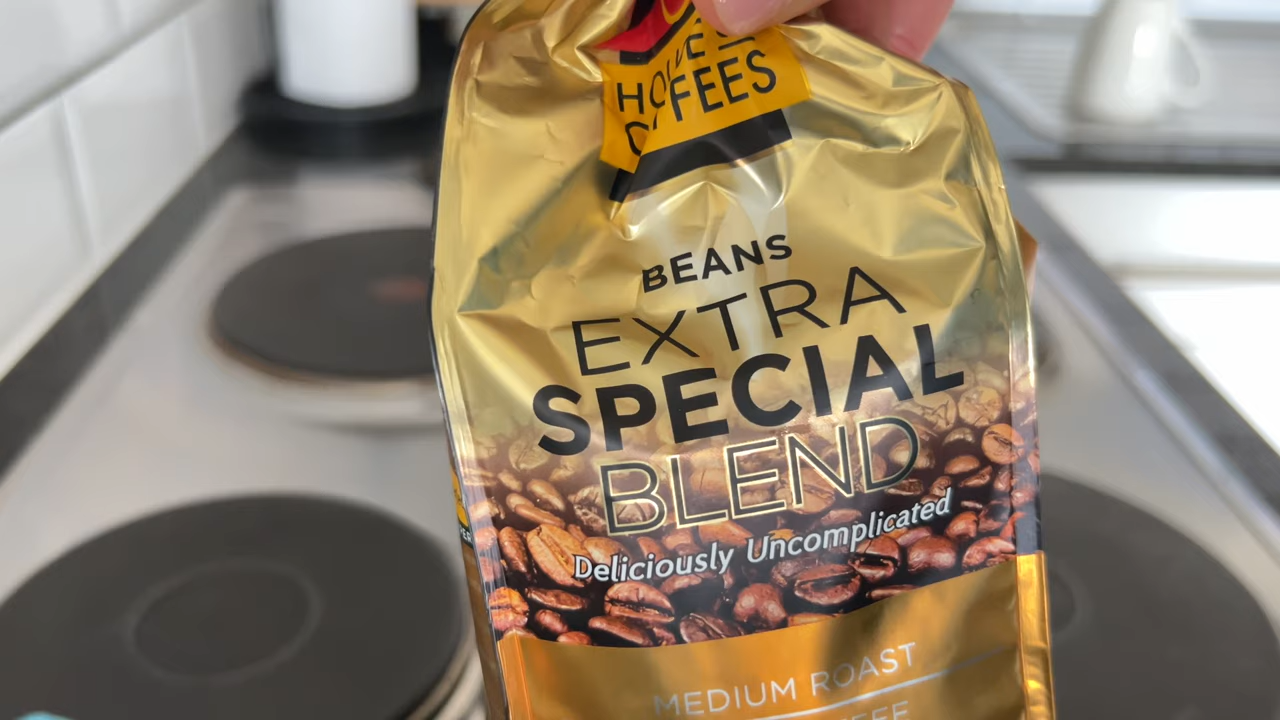 COFFEES
BEANS
EXTRA
SPECIAL
BLEND
Deliciously Uncomplicated
MEDIUM ROAST